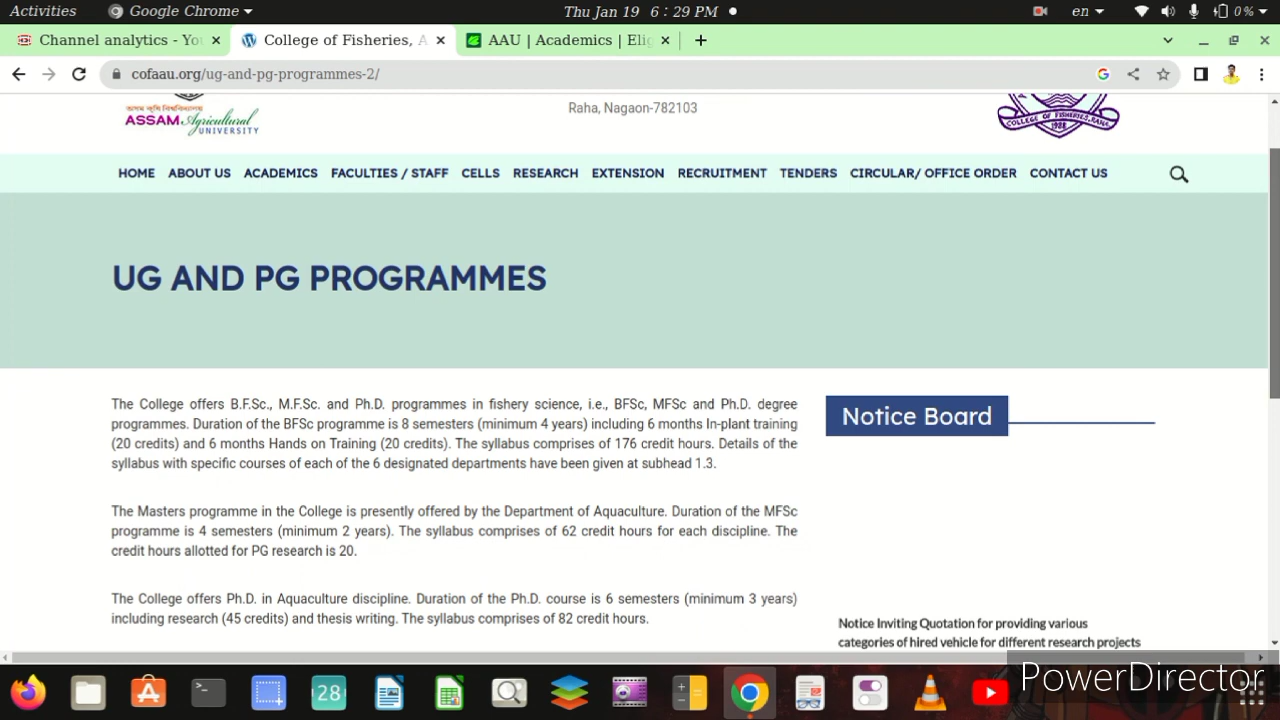 Activities
Google Chrome
Thu Jan 19 6 : 29 PM
en
0 %
Channel analytics - You
College of Fisheries, A
AAU | Academics | Elig
cofaau.org/ug-and-pg-programmes-2/
অসম কৃষি বিশ্ববিদ্যালয়
ASSAM Agricultural
UNIVERSITY
Raha, Nagaon-782103
COLLEGE OF FISHERIES, RAHA
1988
HOME ABOUT US ACADEMICS FACULTIES / STAFF CELLS RESEARCH EXTENSION RECRUITMENT TENDERS CIRCULAR/ OFFICE ORDER CONTACT US
UG AND PG PROGRAMMES
The College offers B.F.Sc., M.F.Sc. and Ph.D. programmes in fishery science, i.e., BFSc, MFSc and Ph.D. degree
programmes. Duration of the BFSc programme is 8 semesters (minimum 4 years) including 6 months In-plant training
(20 credits) and 6 months Hands on Training (20 credits). The syllabus comprises of 176 credit hours. Details of the
syllabus with specific courses of each of the 6 designated departments have been given at subhead 1.3.
The Masters programme in the College is presently offered by the Department of Aquaculture. Duration of the MFSc
programme is 4 semesters (minimum 2 years). The syllabus comprises of 62 credit hours for each discipline. The
credit hours allotted for PG research is 20.
The College offers Ph.D. in Aquaculture discipline. Duration of the Ph.D. course is 6 semesters (minimum 3 years)
including research (45 credits) and thesis writing. The syllabus comprises of 82 credit hours.
Notice Board
Notice Inviting Quotation for providing various
categories of hired vehicle for different research projects
28
PowerDirector